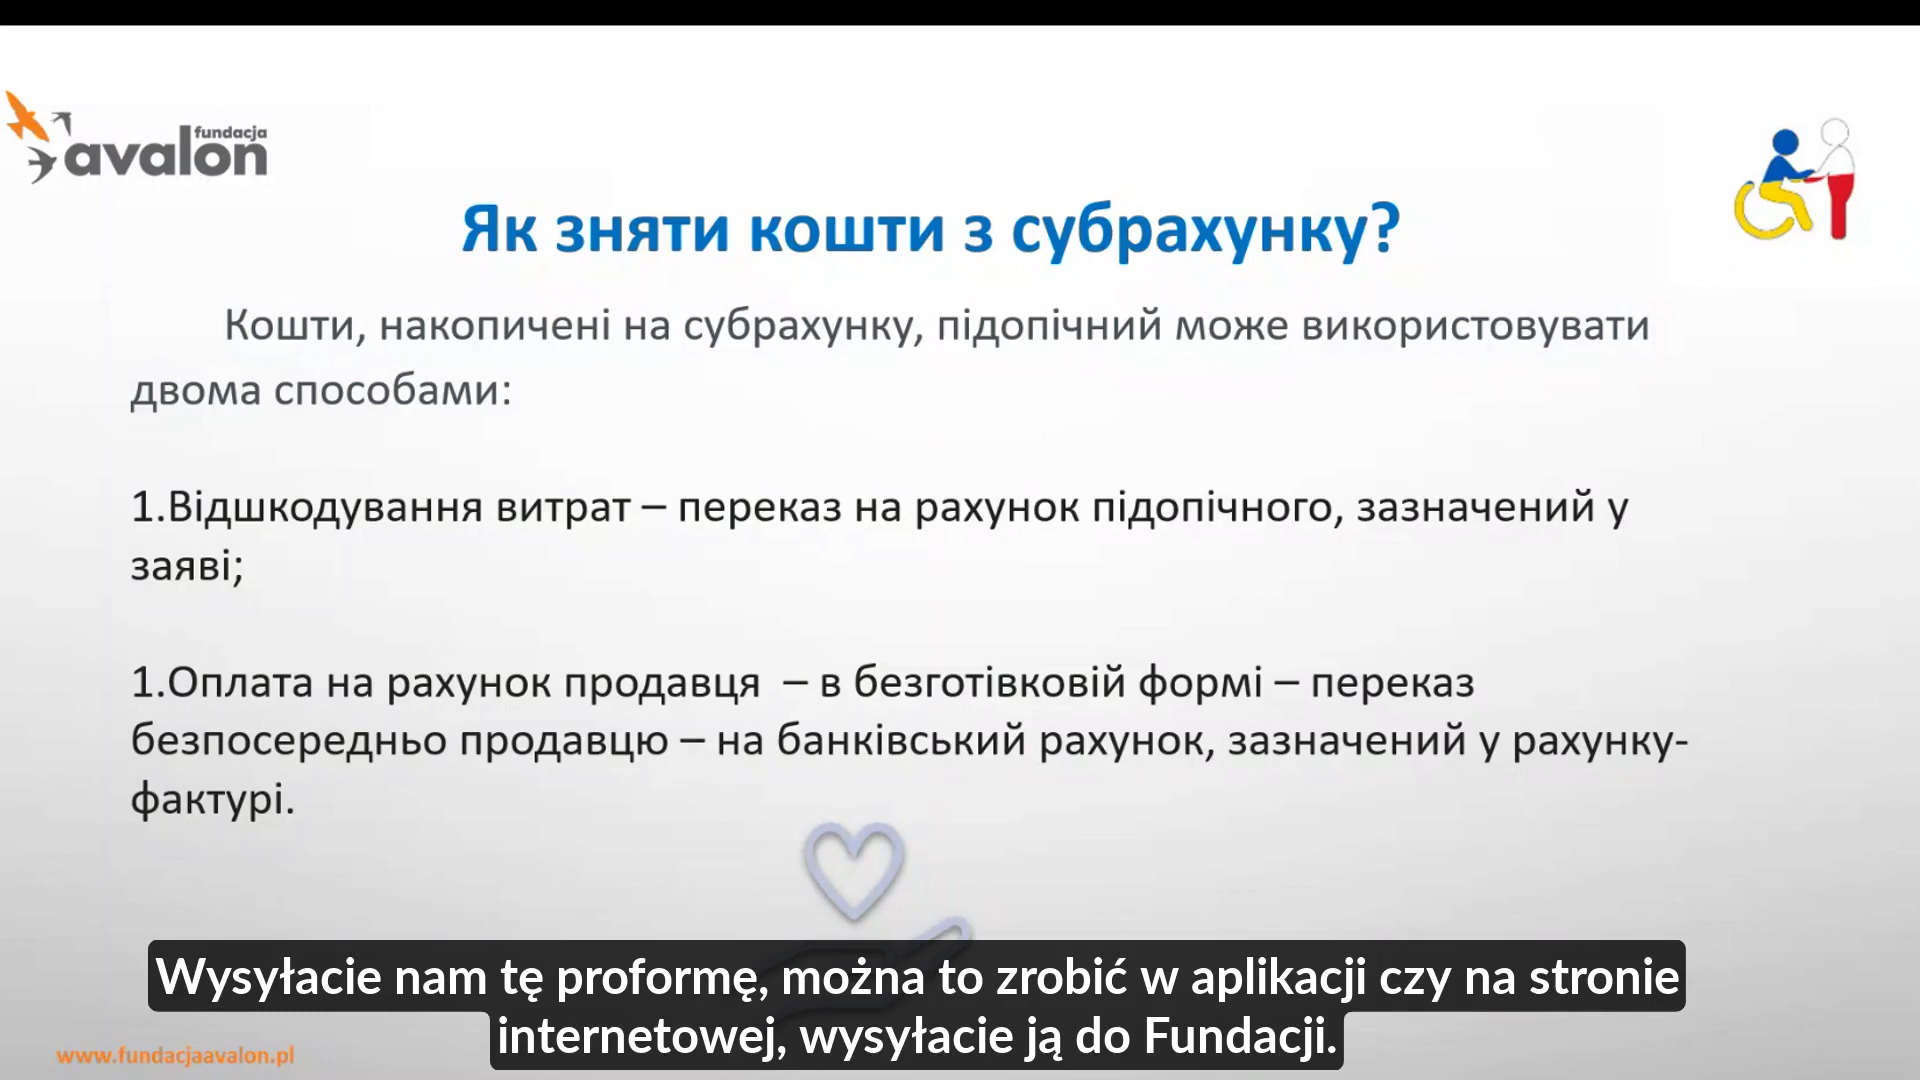 fundacja
avalon
Як зняти кошти з субрахунку?
Кошти, накопичені на субрахунку, підопічний може використовувати
двома способами:
1.Відшкодування витрат – переказ на рахунок підопічного, зазначений у
заяві;
1.Оплата на рахунок продавця – в безготівковій формі – переказ
безпосередньо продавцю – на банківський рахунок, зазначений у рахунку-
фактурі.
Wysyłacie nam tę proformę, można to zrobić w aplikacji czy na stronie
internetowej, wysyłacie ją do Fundacji.
www.fundacjaavalon.pl